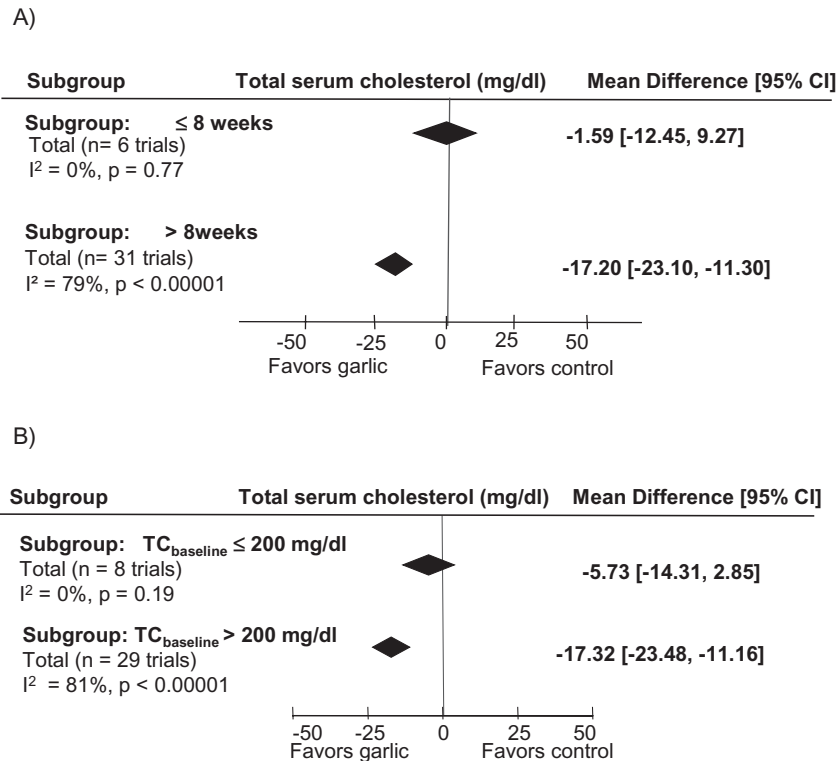 A)
Subgroup Total serum cholesterol (mg/dl) Mean Difference [95% CI]
Subgroup: ≤ 8 weeks
Total (n= 6 trials)
I² = 0%, p = 0.77
-1.59 [-12.45, 9.27]
Subgroup: > 8weeks
Total (n= 31 trials)
I² = 79%, p < 0.00001
-17.20 [-23.10, -11.30]
-50 -25 0 25 50
Favors garlic Favors control
B)
Subgroup Total serum cholesterol (mg/dl) Mean Difference [95% CI]
Subgroup: TCbaseline ≤ 200 mg/dl
Total (n = 8 trials)
I² = 0%, p = 0.19
-5.73 [-14.31, 2.85]
Subgroup: TCbaseline > 200 mg/dl
Total (n = 29 trials)
I² = 81%, p < 0.00001
-17.32 [-23.48, -11.16]
-50 -25 0 25 50
Favors garlic Favors control